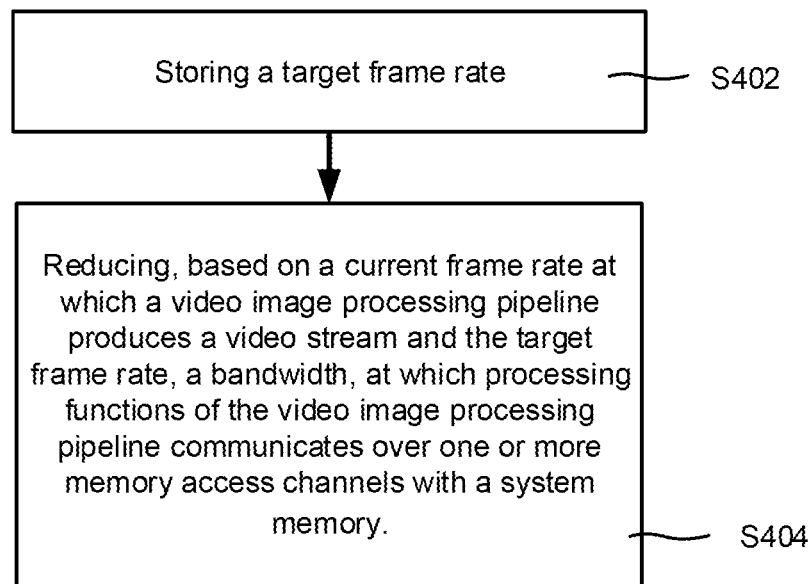 Storing a target frame rate
S402
Reducing, based on a current frame rate at
which a video image processing pipeline
produces a video stream and the target
frame rate, a bandwidth, at which processing
functions of the video image processing
pipeline communicates over one or more
memory access channels with a system
memory.
S404